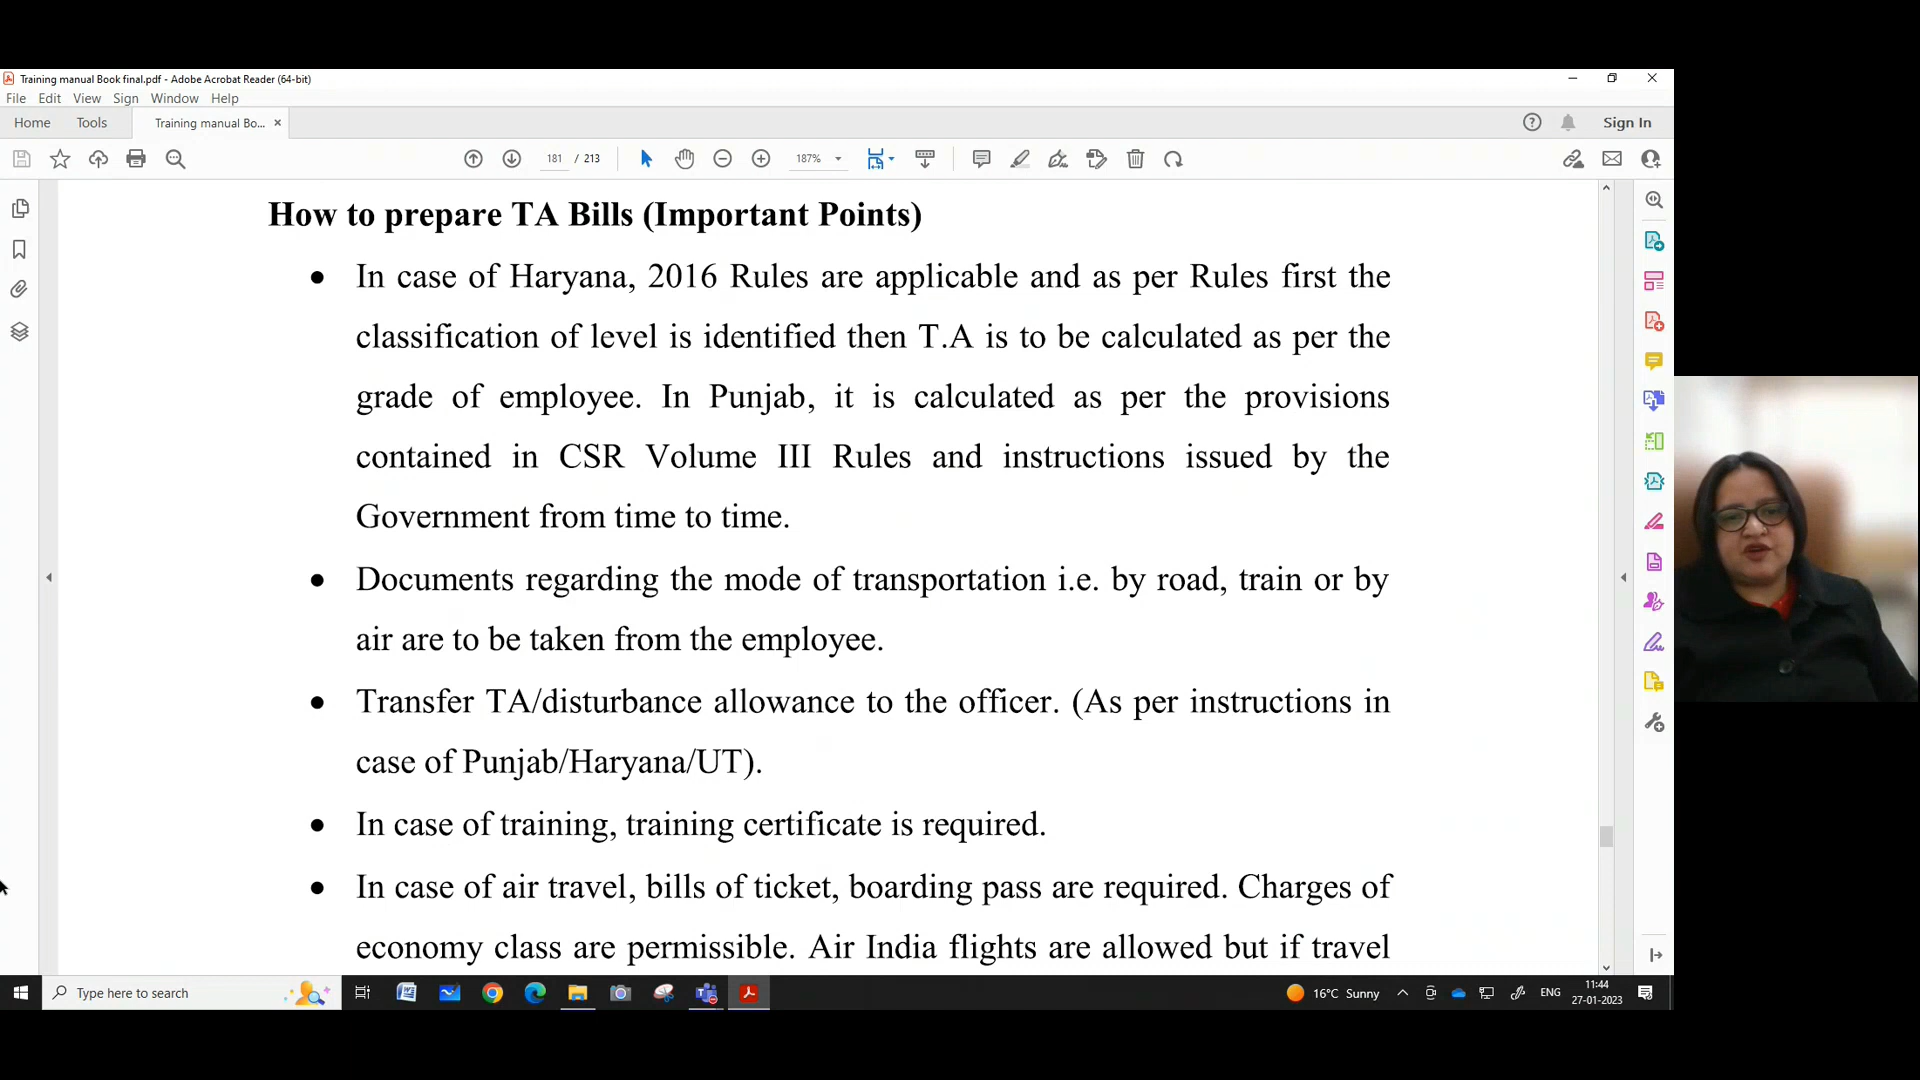 Training manual Book final.pdf - Adobe Acrobat Reader (64-bit)
File Edit View Sign Window Help
Home Tools Training manual Bo... Sign In
181 / 213 187%
How to prepare TA Bills (Important Points)
• In case of Haryana, 2016 Rules are applicable and as per Rules first the
classification of level is identified then T.A is to be calculated as per the
grade of employee. In Punjab, it is calculated as per the provisions
contained in CSR Volume III Rules and instructions issued by the
Government from time to time.
• Documents regarding the mode of transportation i.e. by road, train or by
air are to be taken from the employee.
• Transfer TA/disturbance allowance to the officer. (As per instructions in
case of Punjab/Haryana/UT).
• In case of training, training certificate is required.
• In case of air travel, bills of ticket, boarding pass are required. Charges of
economy class are permissible. Air India flights are allowed but if travel
Type here to search 16°C Sunny ENG 11:44
27-01-2023